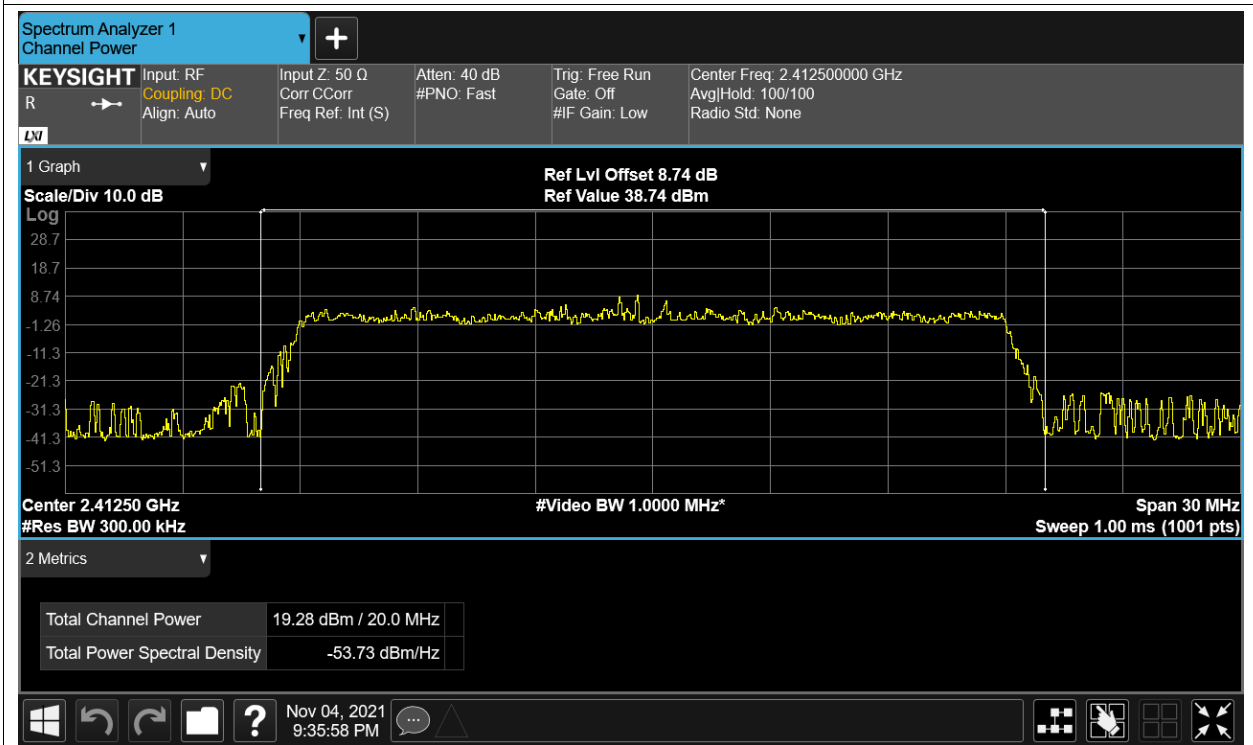 Spectrum Analyzer 1
Channel Power
KEYSIGHT
R
LXI
Input: RF
Coupling: DC
Align: Auto
Input Z: 50 Ω
Corr CCorr
Freq Ref: Int (S)
Atten: 40 dB
#PNO: Fast
Trig: Free Run
Gate: Off
#IF Gain: Low
Center Freq: 2.412500000 GHz
Avg|Hold: 100/100
Radio Std: None
1 Graph
Scale/Div 10.0 dB
Ref Lvl Offset 8.74 dB
Ref Value 38.74 dBm
Log
28.7
18.7
8.74
-1.26
-11.3
-21.3
-31.3
-41.3
-51.3
Center 2.41250 GHz
#Video BW 1.0000 MHz*
Span 30 MHz
#Res BW 300.00 kHz
Sweep 1.00 ms (1001 pts)
2 Metrics
Total Channel Power 19.28 dBm / 20.0 MHz
Total Power Spectral Density -53.73 dBm/Hz
?
Nov 04, 2021
9:35:58 PM